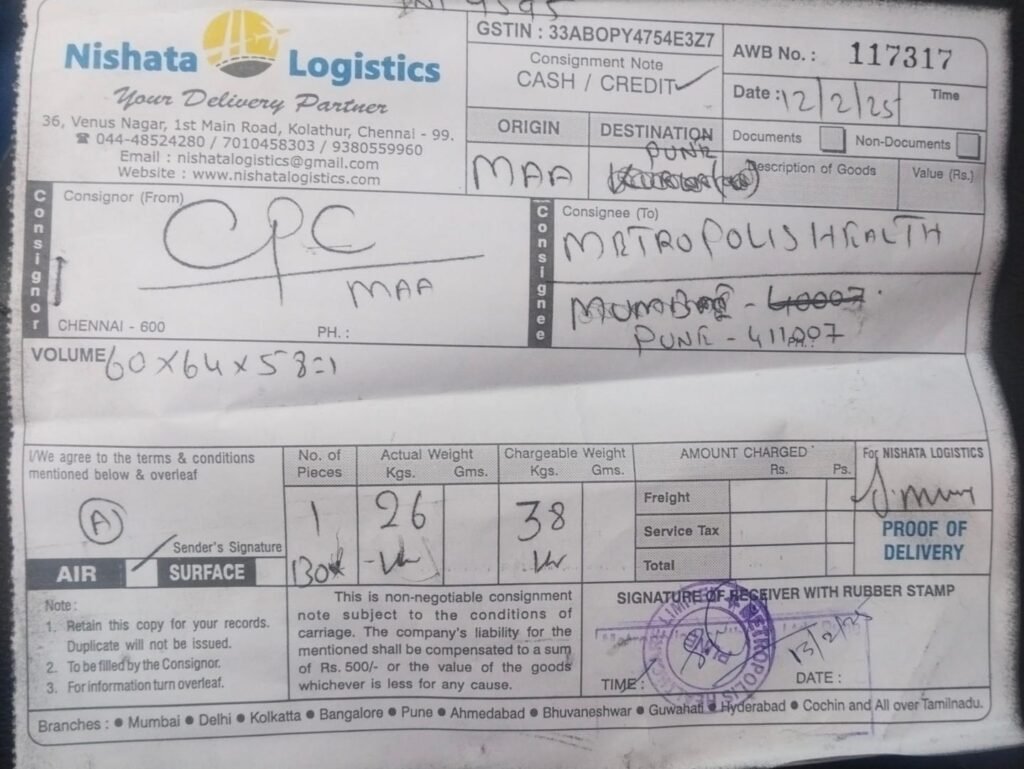 Nishata Logistics
Your Delivery Partner
36, Venus Nagar, 1st Main Road, Kolathur, Chennai - 99.
☎ 044-48524280 / 7010458303 / 9380559960
Email : nishatalogistics@gmail.com
Website : www.nishatalogistics.com
GSTIN : 33ABOPY4754E3Z7
Consignment Note
CASH / CREDIT ✓
AWB No. : 117317
Date : 12/2/25 Time
ORIGIN DESTINATION
MAA PUNE
Documents Non-Documents
Description of Goods Value (Rs.)
Consignor
Consignor (From)
CPC
MAA
CHENNAI - 600 PH. :
Consignee
Consignee (To)
METROPOLIS HEALTH
MUMBAI -
PUNE - 411007
VOLUME 60 x 64 x 58 = 1
I/We agree to the terms & conditions
mentioned below & overleaf
A
Sender's Signature
AIR SURFACE
No. of Pieces
1
Box
Actual Weight
Kgs. Gms.
26
Chargeable Weight
Kgs. Gms.
38
AMOUNT CHARGED
Rs. Ps.
Freight
Service Tax
Total
For NISHATA LOGISTICS
PROOF OF
DELIVERY
Note :
1. Retain this copy for your records.
Duplicate will not be issued.
2. To be filled by the Consignor.
3. For information turn overleaf.
This is non-negotiable consignment
note subject to the conditions of
carriage. The company's liability for the
mentioned shall be compensated to a sum
of Rs. 500/- or the value of the goods
whichever is less for any cause.
SIGNATURE OF RECEIVER WITH RUBBER STAMP
13/2/25
TIME : DATE :
Branches : ● Mumbai ● Delhi ● Kolkatta ● Bangalore ● Pune ● Ahmedabad ● Bhuvaneshwar ● Guwahati ● Hyderabad ● Cochin and All over Tamilnadu.